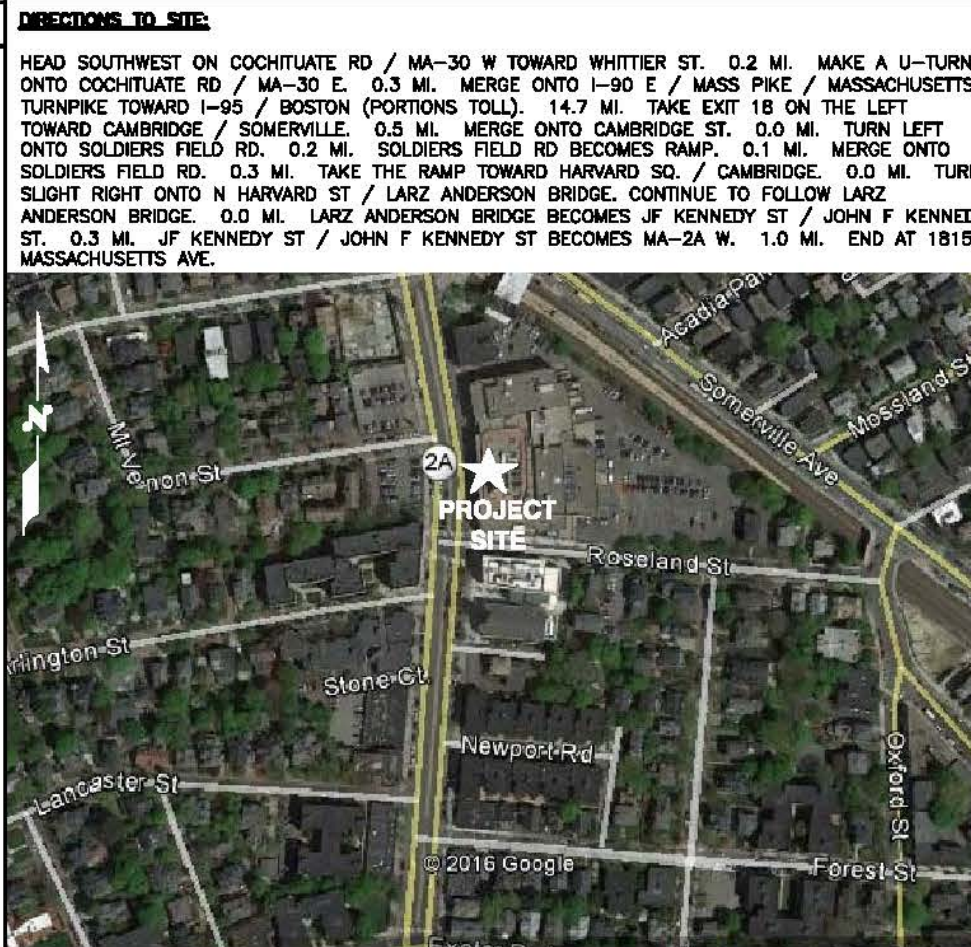 DIRECTIONS TO SITE:
HEAD SOUTHWEST ON COCHITUATE RD / MA-30 W TOWARD WHITTIER ST. 0.2 MI. MAKE A U-TURN
ONTO COCHITUATE RD / MA-30 E. 0.3 MI. MERGE ONTO I-90 E / MASS PIKE / MASSACHUSETTS
TURNPIKE TOWARD I-95 / BOSTON (PORTIONS TOLL). 14.7 MI. TAKE EXIT 18 ON THE LEFT
TOWARD CAMBRIDGE / SOMERVILLE. 0.5 MI. MERGE ONTO CAMBRIDGE ST. 0.0 MI. TURN LEFT
ONTO SOLDIERS FIELD RD. 0.2 MI. SOLDIERS FIELD RD BECOMES RAMP. 0.1 MI. MERGE ONTO
SOLDIERS FIELD RD. 0.3 MI. TAKE THE RAMP TOWARD HARVARD SQ. / CAMBRIDGE. 0.0 MI. TURN
SLIGHT RIGHT ONTO N HARVARD ST / LARZ ANDERSON BRIDGE. CONTINUE TO FOLLOW LARZ
ANDERSON BRIDGE. 0.0 MI. LARZ ANDERSON BRIDGE BECOMES JF KENNEDY ST / JOHN F KENNED
ST. 0.3 MI. JF KENNEDY ST / JOHN F KENNEDY ST BECOMES MA-2A W. 1.0 MI. END AT 1815
MASSACHUSETTS AVE.
Acadia Par
Somerville Ave
Mossland S
Mt Vernon St
N
2A
PROJECT
SITE
Roseland St
rlington St
Stone Ct
Newport Rd
Lancaster St
Oxford St
© 2016 Google
Forest St